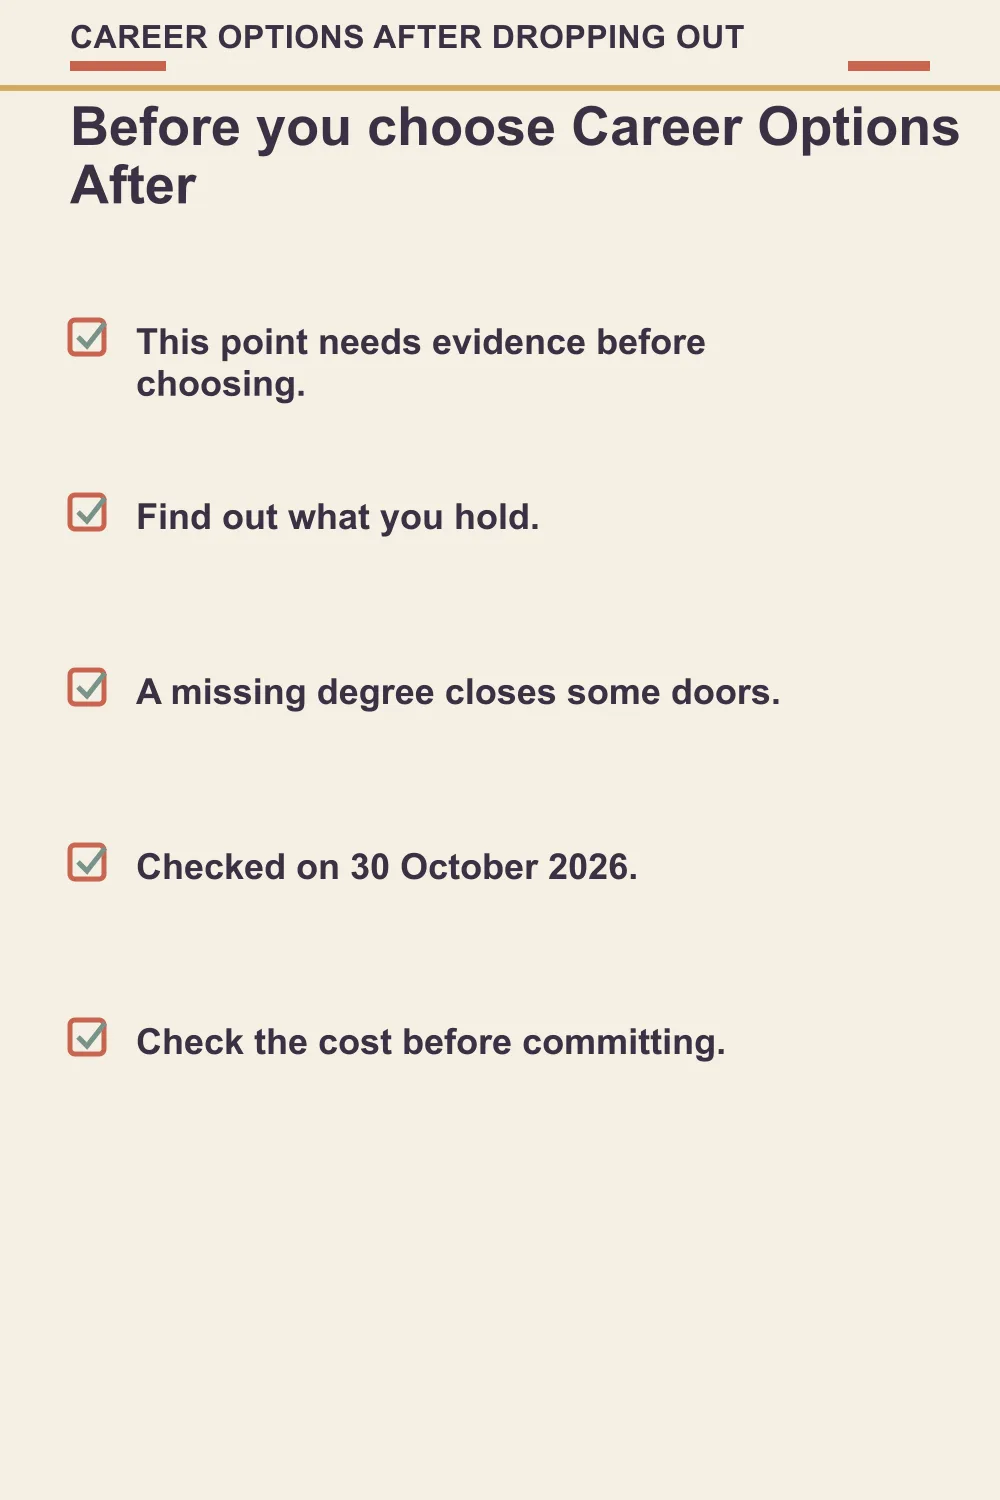 CAREER OPTIONS AFTER DROPPING OUT
Before you choose Career Options
After
This point needs evidence before
choosing.
Find out what you hold.
A missing degree closes some doors.
Checked on 30 October 2026.
Check the cost before committing.